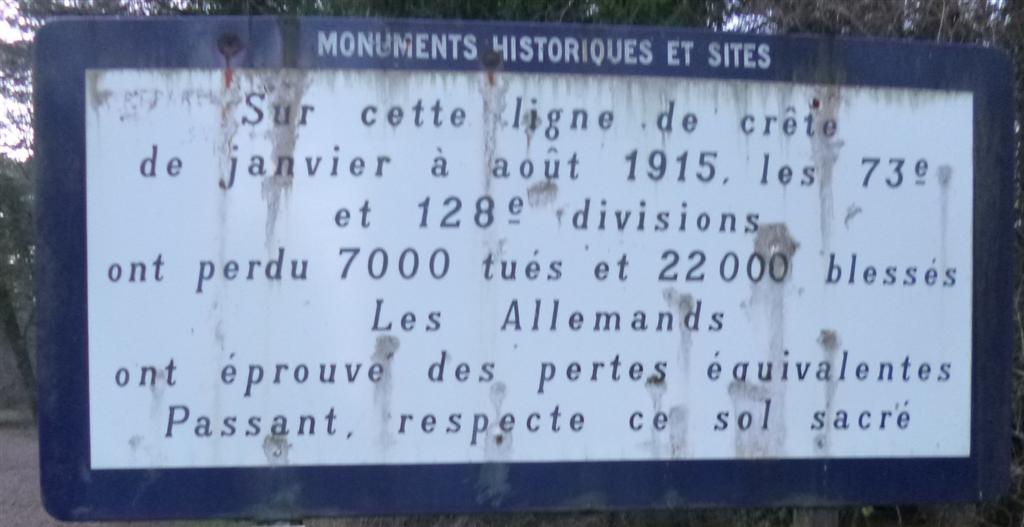 MONUMENTS HISTORIQUES ET SITES
Sur cette ligne de crête
de janvier à août 1915, les 73e
et 128e divisions
ont perdu 7000 tués et 22000 blessés
Les Allemands
ont éprouvé des pertes équivalentes
Passant, respecte ce sol sacré